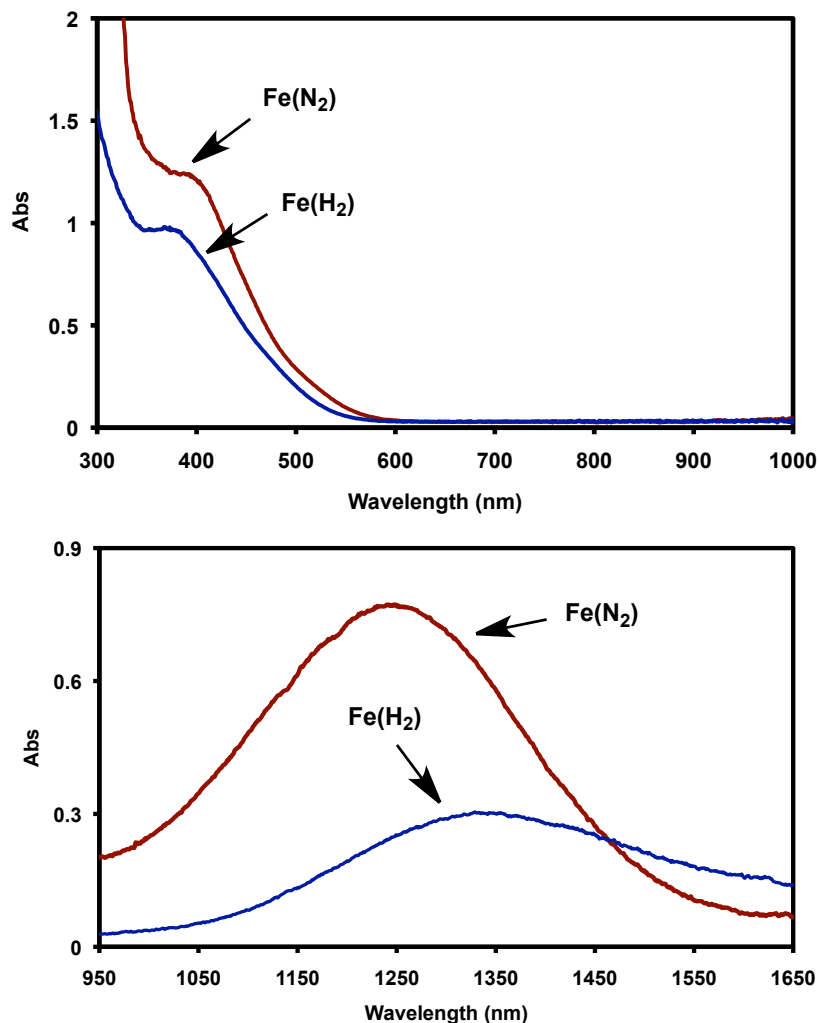 2
Fe(N₂)
1.5
Fe(H₂)
Abs
1
0.5
0
300 400 500 600 700 800 900 1000
Wavelength (nm)
0.9
Fe(N₂)
0.6
Fe(H₂)
Abs
0.3
0
950 1050 1150 1250 1350 1450 1550 1650
Wavelength (nm)